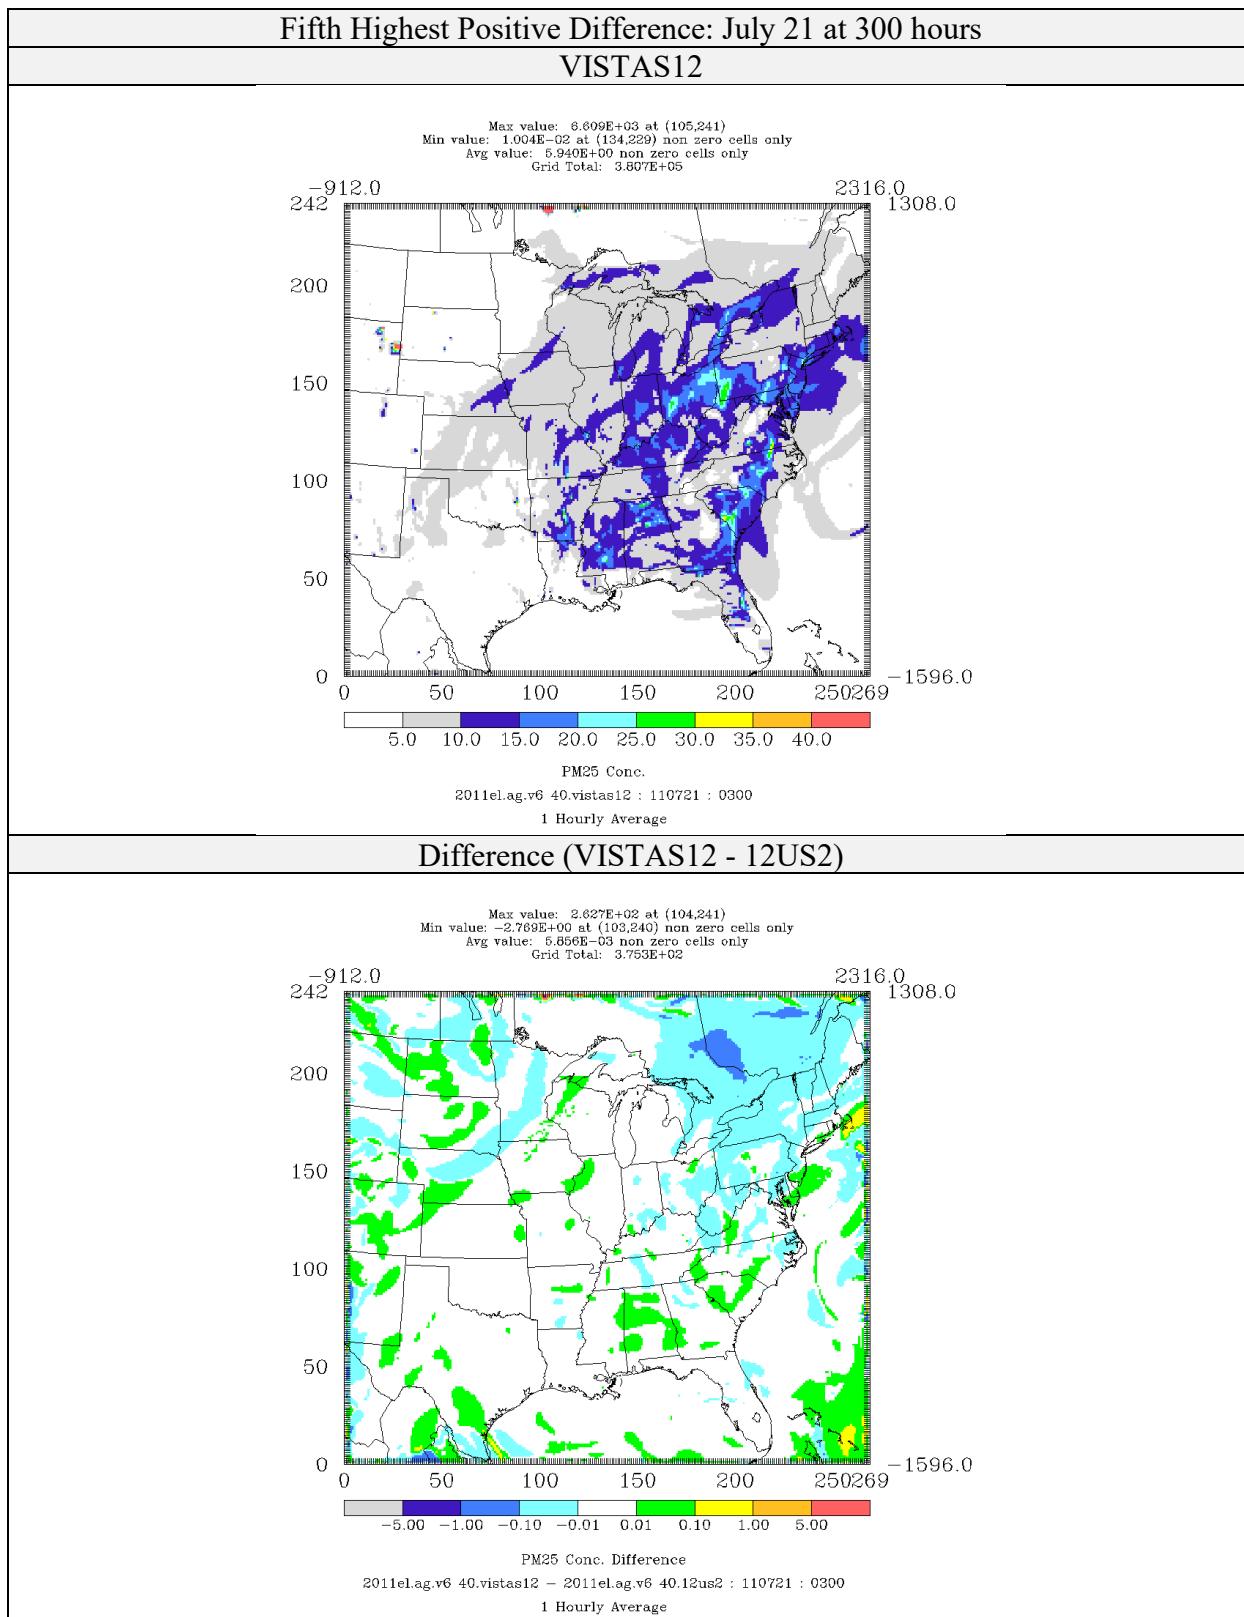 Fifth Highest Positive Difference: July 21 at 300 hours
VISTAS12
Max value: 6.609E+03 at (105,241)
Min value: 1.004E-02 at (134,229) non zero cells only
Avg value: 5.940E+00 non zero cells only
Grid Total: 3.807E+05
-912.0 2316.0
242 1308.0
200
150
100
50
0 -1596.0
0 50 100 150 200 250 269
5.0 10.0 15.0 20.0 25.0 30.0 35.0 40.0
PM25 Conc.
2011el.ag.v6 40.vistas12 : 110721 : 0300
1 Hourly Average
Difference (VISTAS12 - 12US2)
Max value: 2.627E+02 at (104,241)
Min value: -2.769E+00 at (103,240) non zero cells only
Avg value: 5.856E-03 non zero cells only
Grid Total: 3.753E+02
-912.0 2316.0
242 1308.0
200
150
100
50
0 -1596.0
0 50 100 150 200 250 269
-5.00 -1.00 -0.10 -0.01 0.01 0.10 1.00 5.00
PM25 Conc. Difference
2011el.ag.v6 40.vistas12 - 2011el.ag.v6 40.12us2 : 110721 : 0300
1 Hourly Average